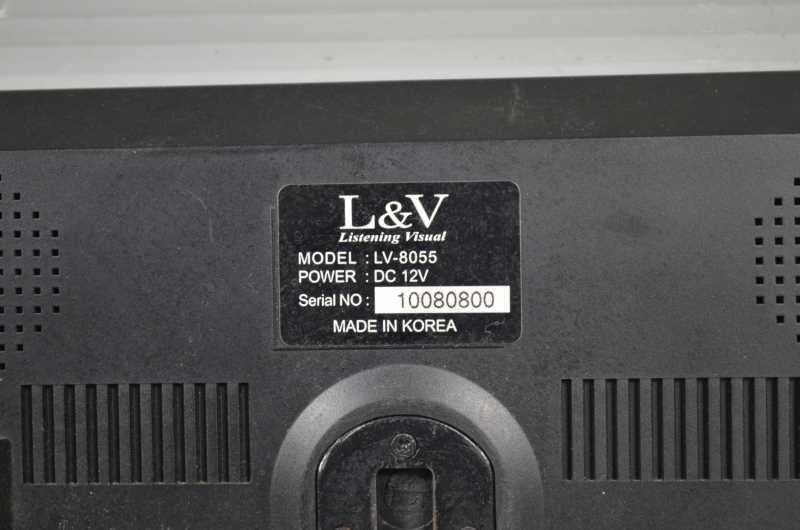 L&V
Listening Visual
MODEL : LV-8055
POWER : DC 12V
Serial NO : 10080800
MADE IN KOREA